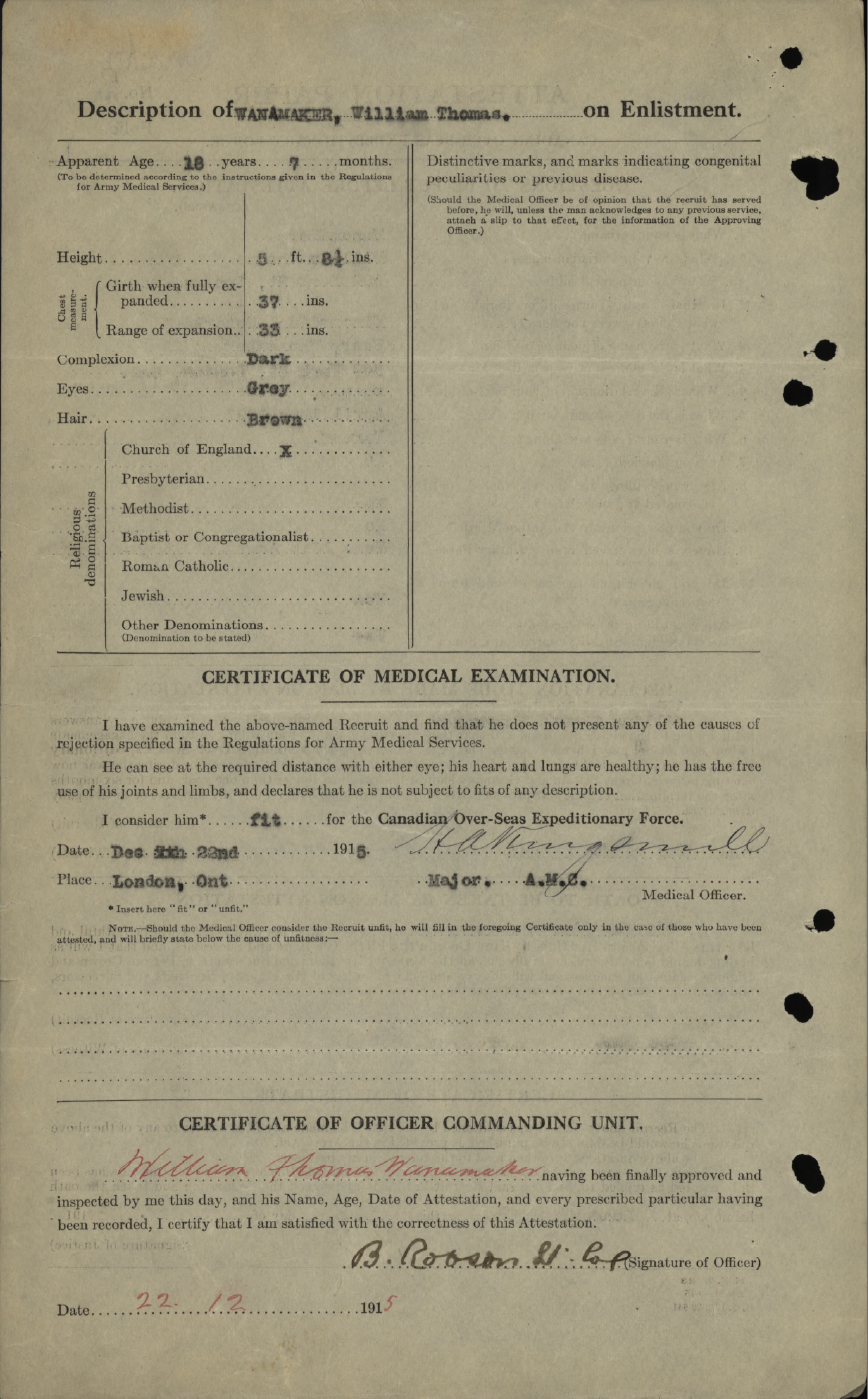 Description of WANAMAKER, William Thomas. on Enlistment.
Apparent Age....18..years....7.....months.
(To be determined according to the instructions given in the Regulations
for Army Medical Services.)
Height..................5...ft...8½.ins.
Chest measurement.
Girth when fully ex-
panded..........37....ins.
Range of expansion..33...ins.
Complexion..............Dark............
Eyes....................Grey............
Hair....................Brown...........
Religious denominations
Church of England....X.............
Presbyterian.......................
Methodist..........................
Baptist or Congregationalist...........
Roman Catholic.....................
Jewish.............................
Other Denominations................
(Denomination to be stated)
Distinctive marks, and marks indicating congenital
peculiarities or previous disease.
(Should the Medical Officer be of opinion that the recruit has served
before, he will, unless the man acknowledges to any previous service,
attach a slip to that effect, for the information of the Approving
Officer.)
CERTIFICATE OF MEDICAL EXAMINATION.
I have examined the above-named Recruit and find that he does not present any of the causes of
rejection specified in the Regulations for Army Medical Services.
He can see at the required distance with either eye; his heart and lungs are healthy; he has the free
use of his joints and limbs, and declares that he is not subject to fits of any description.
I consider him*......fit......for the Canadian Over-Seas Expeditionary Force.
Date...Dec. 22nd............1915.
HAKingsmill
Place..London, Ont...................
Major. A.M.C.
Medical Officer.
* Insert here "fit" or "unfit."
NOTE.—Should the Medical Officer consider the Recruit unfit, he will fill in the foregoing Certificate only in the case of those who have been
attested, and will briefly state below the cause of unfitness:—
CERTIFICATE OF OFFICER COMMANDING UNIT.
William Thomas Wanamaker having been finally approved and
inspected by me this day, and his Name, Age, Date of Attestation, and every prescribed particular having
been recorded, I certify that I am satisfied with the correctness of this Attestation.
B. Robson Lt. Col (Signature of Officer)
Date......22. 12...................1915